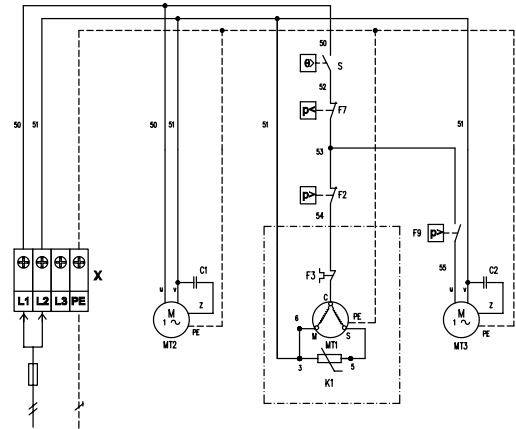 50
θ>
S
52
p<
F7
50
51
50
51
51
53
51
p>
F2
54
F9
p>
X
C1
F3
55
C2
L1
L2
L3
PE
U
V
Z
C
U
V
Z
M
1 ~
PE
MT2
6
M
S
PE
MT1
M
1 ~
PE
MT3
3
5
K1